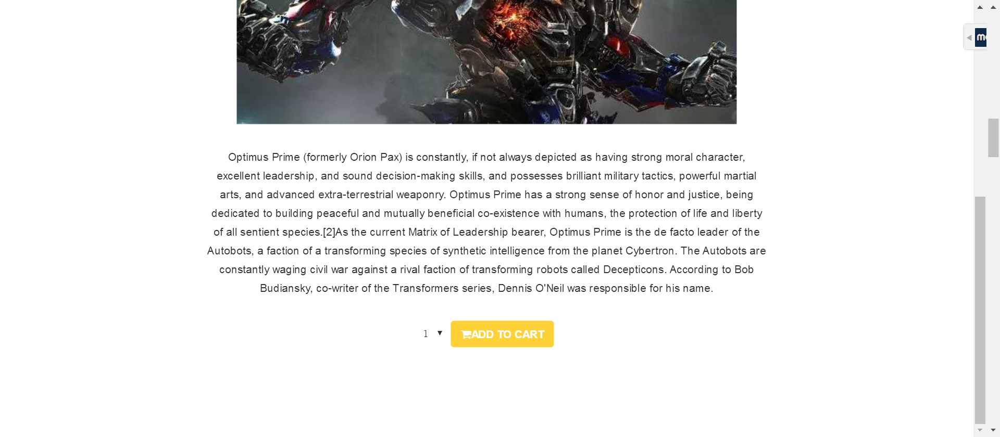 Optimus Prime (formerly Orion Pax) is constantly, if not always depicted as having strong moral character,
excellent leadership, and sound decision-making skills, and possesses brilliant military tactics, powerful martial
arts, and advanced extra-terrestrial weaponry. Optimus Prime has a strong sense of honor and justice, being
dedicated to building peaceful and mutually beneficial co-existence with humans, the protection of life and liberty
of all sentient species.[2]As the current Matrix of Leadership bearer, Optimus Prime is the de facto leader of the
Autobots, a faction of a transforming species of synthetic intelligence from the planet Cybertron. The Autobots are
constantly waging civil war against a rival faction of transforming robots called Decepticons. According to Bob
Budiansky, co-writer of the Transformers series, Dennis O'Neil was responsible for his name.
1 ADD TO CART